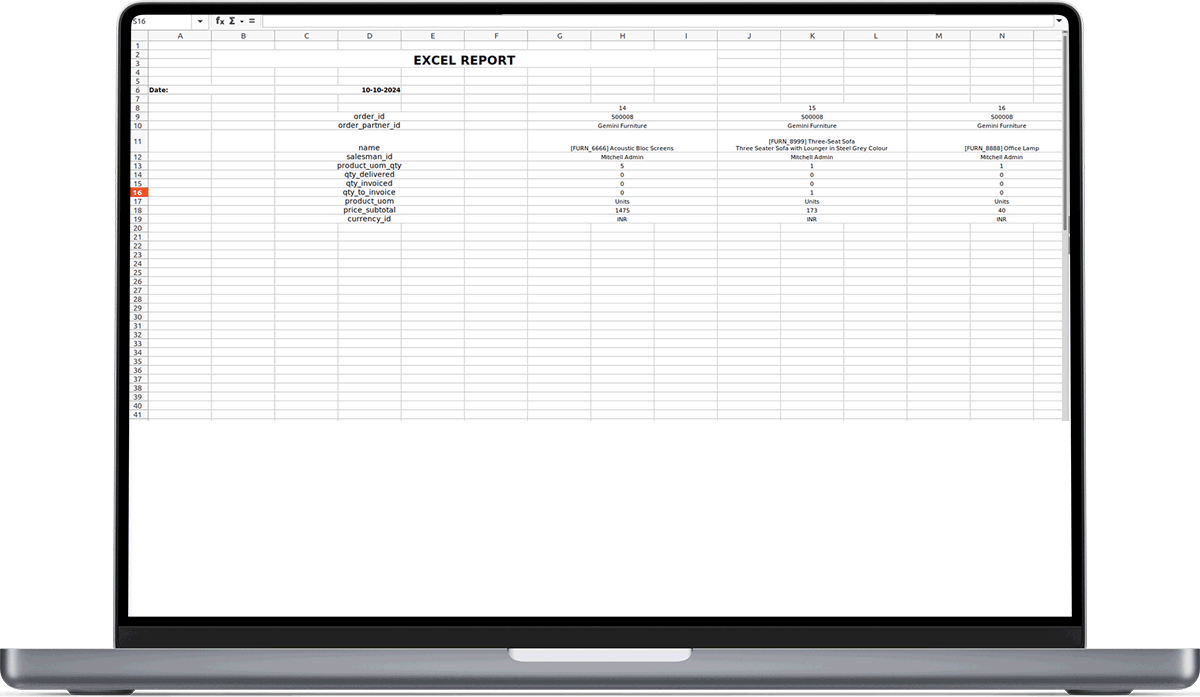 S16 fx Σ =
A B C D E F G H I J K L M N
1
2
3 EXCEL REPORT
4
5
6 Date: 10-10-2024
7
8 14 15 16
9 order_id S00008 S00008 S00008
10 order_partner_id Gemini Furniture Gemini Furniture Gemini Furniture
[FURN_8999] Three-Seat Sofa
11 name [FURN_6666] Acoustic Bloc Screens Three Seater Sofa with Lounger in Steel Grey Colour [FURN_8888] Office Lamp
12 salesman_id Mitchell Admin Mitchell Admin Mitchell Admin
13 product_uom_qty 5 1 1
14 qty_delivered 0 0 0
15 qty_invoiced 0 0 0
16 qty_to_invoice 0 1 0
17 product_uom Units Units Units
18 price_subtotal 1475 173 40
19 currency_id INR INR INR
20
21
22
23
24
25
26
27
28
29
30
31
32
33
34
35
36
37
38
39
40
41